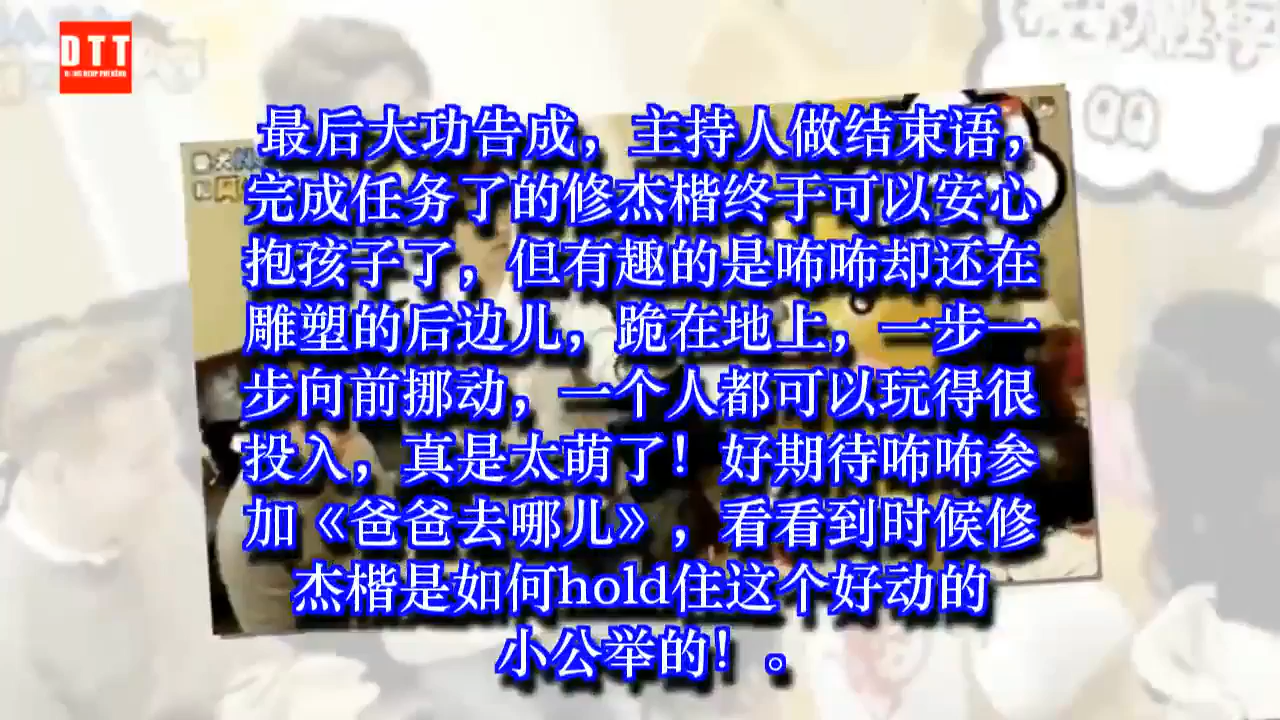 DTT
最后大功告成，主持人做结束语，
完成任务了的修杰楷终于可以安心
抱孩子了，但有趣的是咘咘却还在
雕塑的后边儿，跪在地上，一步一
步向前挪动，一个人都可以玩得很
投入，真是太萌了！好期待咘咘参
加《爸爸去哪儿》，看看到时候修
杰楷是如何hold住这个好动的
小公举的！。